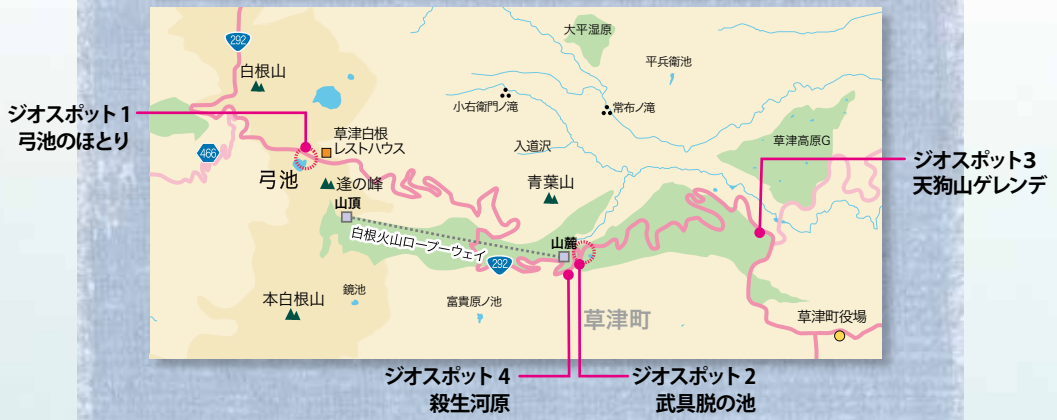 292
白根山
大平湿原
平兵衛池
小右衛門ノ滝
常布ノ滝
ジオスポット1
弓池のほとり
466
草津白根
レストハウス
弓池
逢の峰
山頂
入道沢
青葉山
草津高原G
ジオスポット3
天狗山ゲレンデ
白根火山ロープーウェイ
山麓
292
本白根山
鏡池
富貴原ノ池
草津町
草津町役場
ジオスポット4
殺生河原
ジオスポット2
武具脱の池